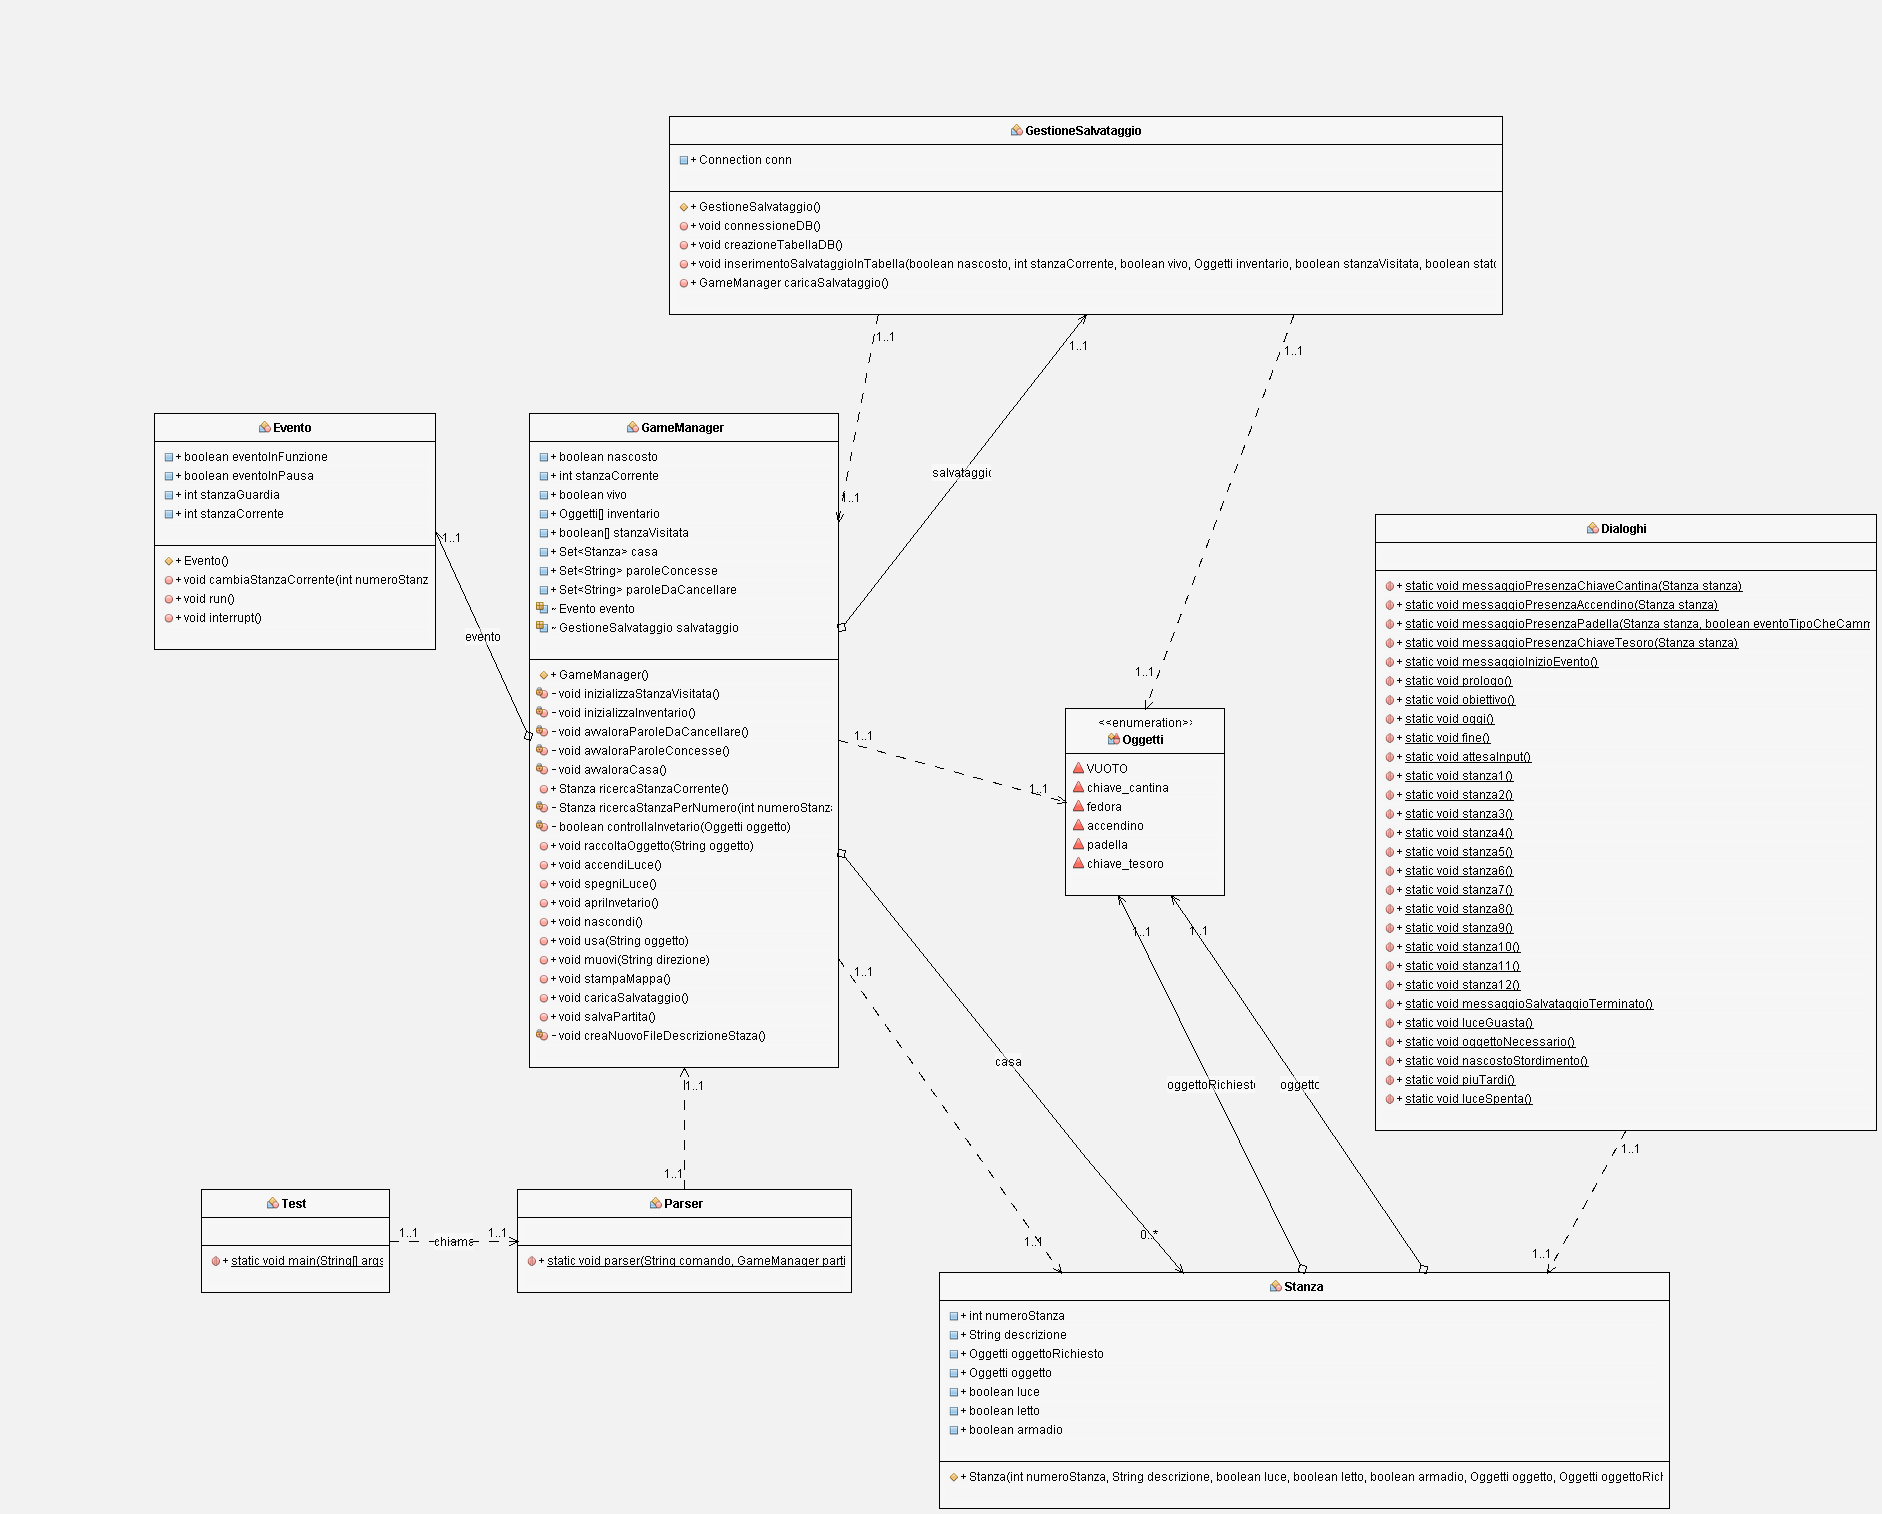 GestioneSalvataggio
+ Connection conn
+ GestioneSalvataggio()
+ void connessioneDB()
+ void creazioneTabellaDB()
+ void inserimentoSalvataggioInTabella(boolean nascosto, int stanzaCorrente, boolean vivo, Oggetti inventario, boolean stanzaVisitata, boolean stato
+ GameManager caricaSalvataggio()
1..1
1..1
1..1
1..1
salvataggio
1..1
Evento
+ boolean eventoInFunzione
+ boolean eventoInPausa
+ int stanzaGuardia
+ int stanzaCorrente
+ Evento()
+ void cambiaStanzaCorrente(int numeroStanz
+ void run()
+ void interrupt()
1..1
evento
GameManager
+ boolean nascosto
+ int stanzaCorrente
+ boolean vivo
+ Oggetti[] inventario
+ boolean[] stanzaVisitata
+ Set<Stanza> casa
+ Set<String> paroleConcesse
+ Set<String> paroleDaCancellare
~ Evento evento
~ GestioneSalvataggio salvataggio
+ GameManager()
- void inizializzaStanzaVisitata()
- void inizializzaInventario()
- void avvaloraParoleDaCancellare()
- void avvaloraParoleConcesse()
- void avvaloraCasa()
+ Stanza ricercaStanzaCorrente()
- Stanza ricercaStanzaPerNumero(int numeroStanza
- boolean controllaInvetario(Oggetti oggetto)
+ void raccoltaOggetto(String oggetto)
+ void accendiLuce()
+ void spegniLuce()
+ void apriInvetario()
+ void nascondi()
+ void usa(String oggetto)
+ void muovi(String direzione)
+ void stampaMappa()
+ void caricaSalvataggio()
+ void salvaPartita()
- void creaNuovoFileDescrizioneStaza()
1..1
1..1
<<enumeration>>
Oggetti
VUOTO
chiave_cantina
fedora
accendino
padella
chiave_tesoro
1..1
1..1
Dialoghi
+ static void messaggioPresenzaChiaveCantina(Stanza stanza)
+ static void messaggioPresenzaAccendino(Stanza stanza)
+ static void messaggioPresenzaPadella(Stanza stanza, boolean eventoTipoCheCamm
+ static void messaggioPresenzaChiaveTesoro(Stanza stanza)
+ static void messaggioInizioEvento()
+ static void prologo()
+ static void obiettivo()
+ static void oggi()
+ static void fine()
+ static void attesaInput()
+ static void stanza1()
+ static void stanza2()
+ static void stanza3()
+ static void stanza4()
+ static void stanza5()
+ static void stanza6()
+ static void stanza7()
+ static void stanza8()
+ static void stanza9()
+ static void stanza10()
+ static void stanza11()
+ static void stanza12()
+ static void messaggioSalvataggioTerminato()
+ static void luceGuasta()
+ static void oggettoNecessario()
+ static void nascostoStordimento()
+ static void piuTardi()
+ static void luceSpenta()
1..1
1..1
1..1
1..1
casa
0..*
oggettoRichiesto
oggetto
1..1
1..1
Test
+ static void main(String[] args
1..1
chiama
1..1
Parser
+ static void parser(String comando, GameManager parti
Stanza
+ int numeroStanza
+ String descrizione
+ Oggetti oggettoRichiesto
+ Oggetti oggetto
+ boolean luce
+ boolean letto
+ boolean armadio
+ Stanza(int numeroStanza, String descrizione, boolean luce, boolean letto, boolean armadio, Oggetti oggetto, Oggetti oggettoRich